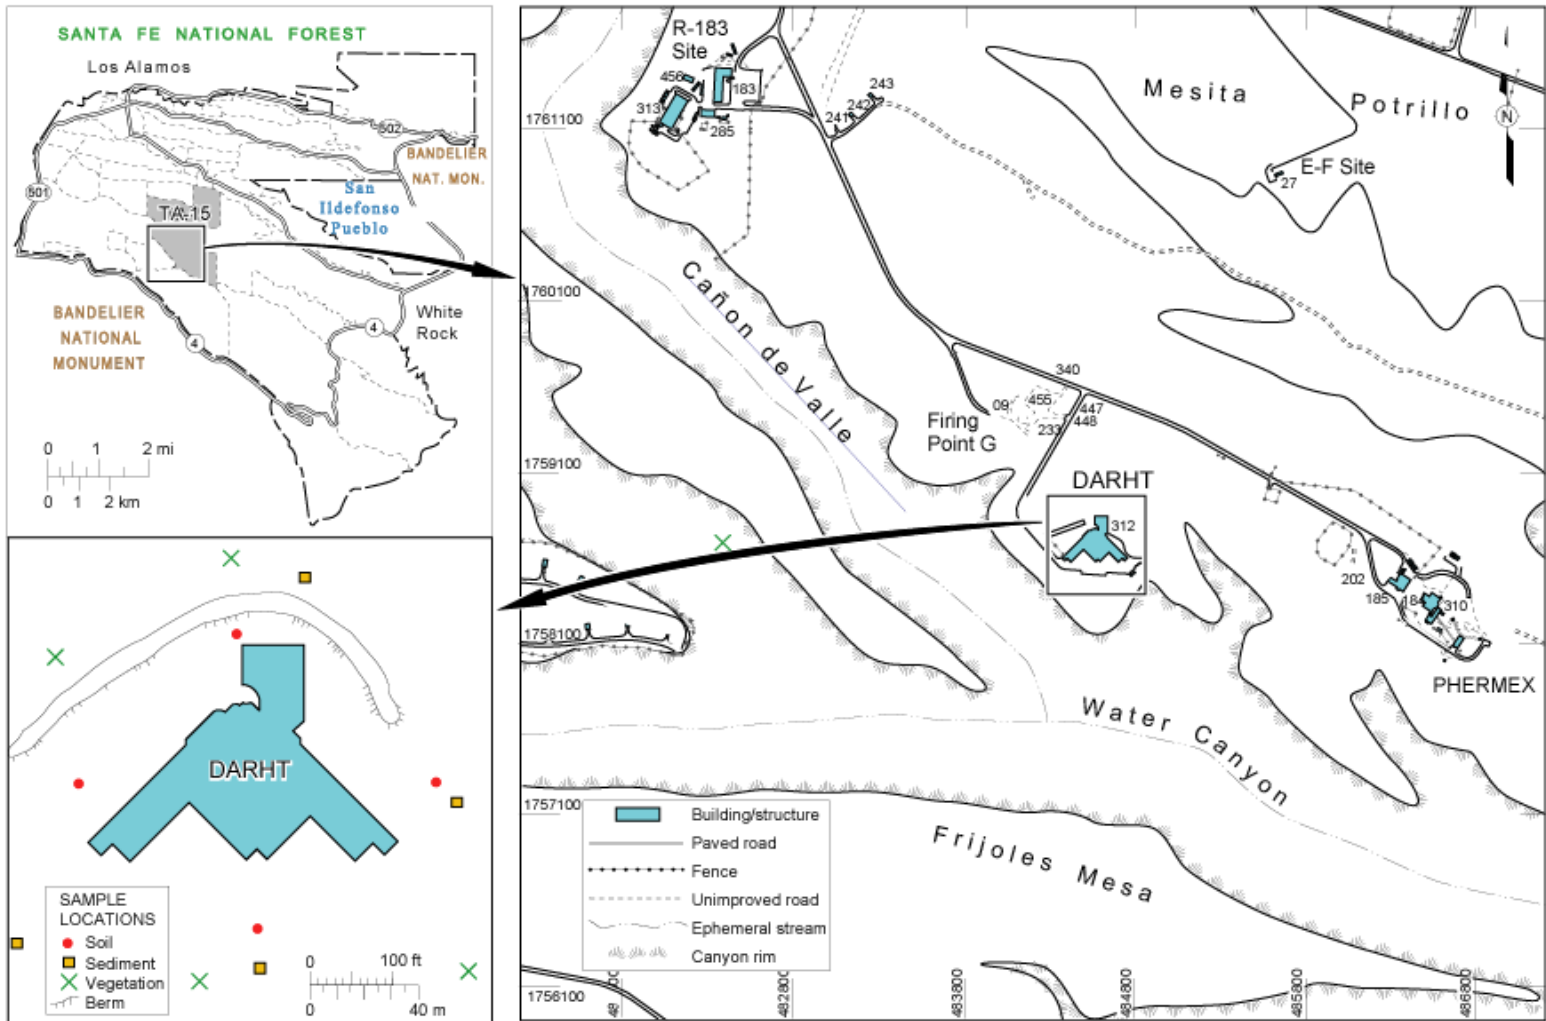 SANTA FE NATIONAL FOREST
Los Alamos
502
BANDELIER
NAT. MON.
501
San
Ildefonso
Pueblo
TA-15
BANDELIER
NATIONAL
MONUMENT
White
Rock
4
4
0 1 2 mi
0 1 2 km
DARHT
SAMPLE
LOCATIONS
Soil
Sediment
Vegetation
Berm
0 100 ft
0 40 m
R-183
Site
456
183
313
285
243
242
241
Mesita Potrillo
N
E-F Site
27
1761100
1760100
1759100
1758100
1757100
1756100
Cañon de Valle
340
09
455
447
448
233
Firing
Point G
DARHT
312
202
185
184
310
PHERMEX
Water Canyon
Frijoles Mesa
Building/structure
Paved road
Fence
Unimproved road
Ephemeral stream
Canyon rim
482800
483800
484800
485800
486800